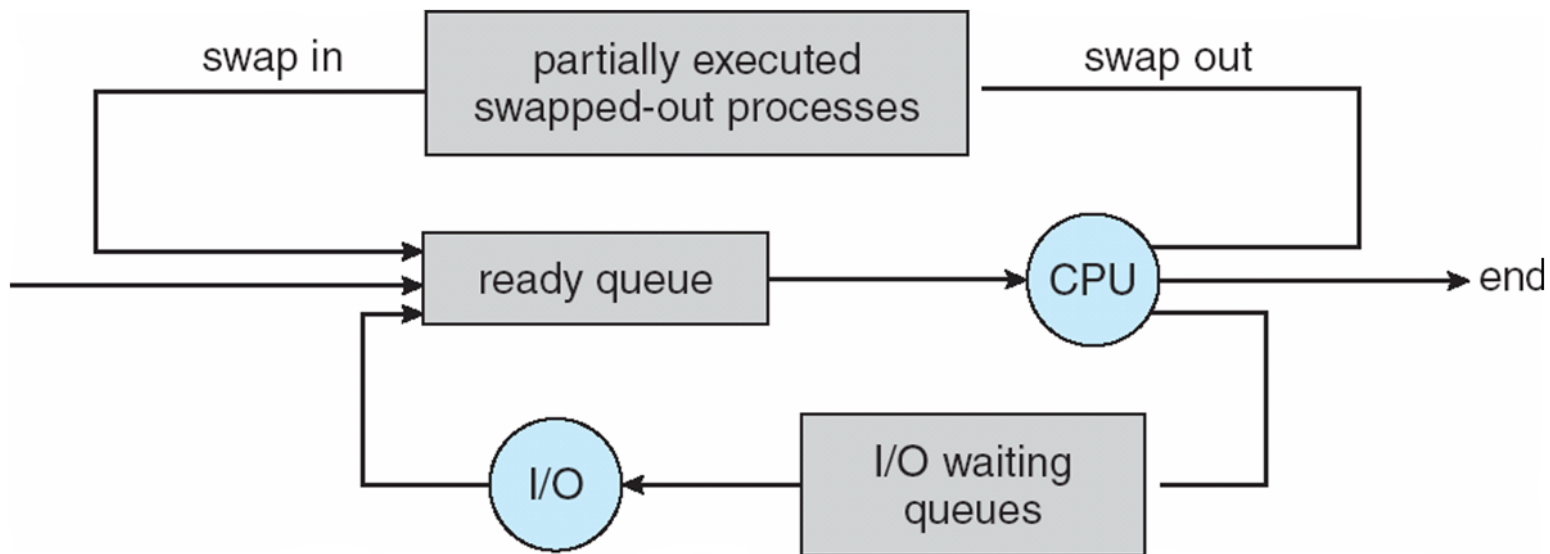 swap in
partially executed
swapped-out processes
swap out
ready queue
CPU
end
I/O
I/O waiting
queues